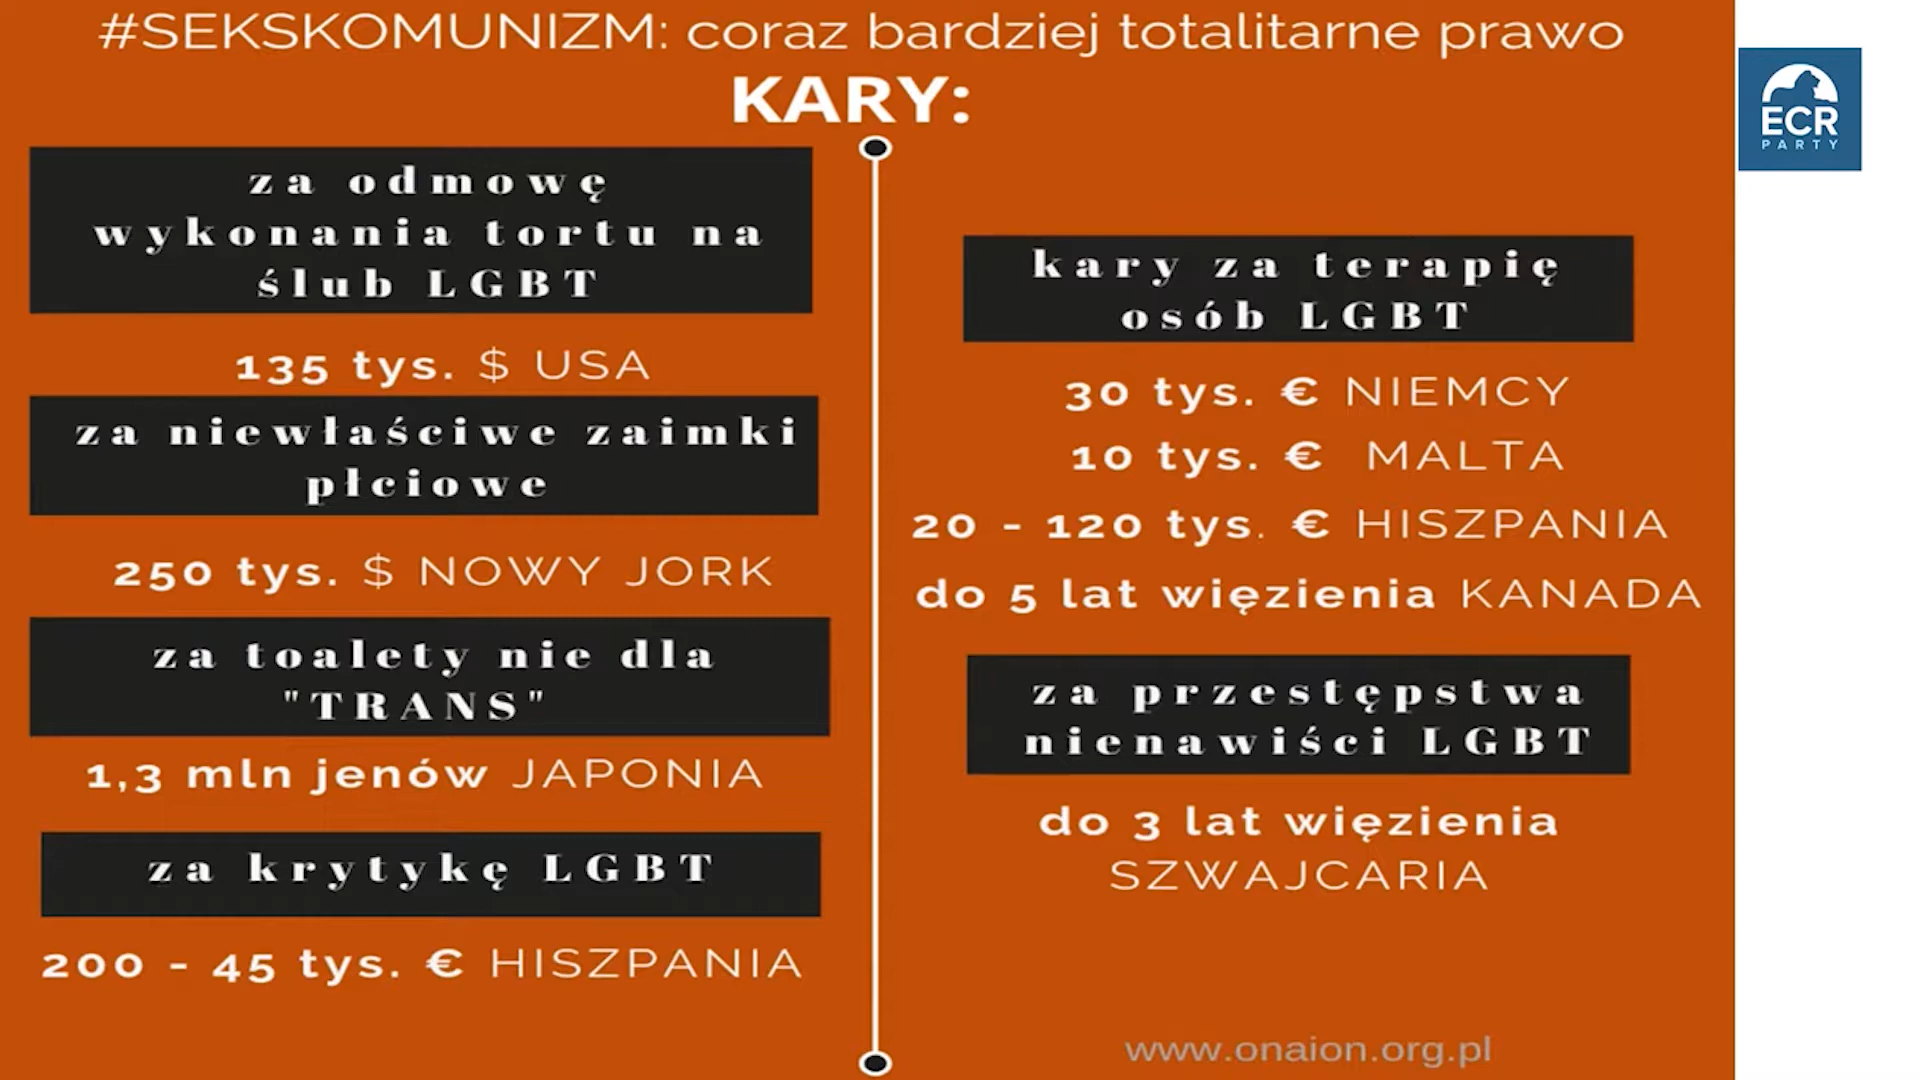 #SEKSKOMUNIZM: coraz bardziej totalitarne prawo
KARY:
za odmowę
wykonania tortu na
ślub LGBT
135 tys. $ USA
za niewłaściwe zaimki
płciowe
250 tys. $ NOWY JORK
za toalety nie dla
"TRANS"
1,3 mln jenów JAPONIA
za krytykę LGBT
200 - 45 tys. € HISZPANIA
kary za terapię
osób LGBT
30 tys. € NIEMCY
10 tys. € MALTA
20 - 120 tys. € HISZPANIA
do 5 lat więzienia KANADA
za przestępstwa
nienawiści LGBT
do 3 lat więzienia
SZWAJCARIA
www.onaion.org.pl
ECR
PARTY